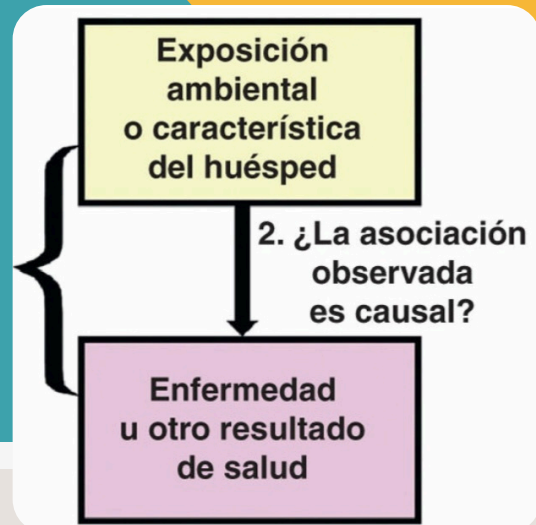 Exposición
ambiental
o característica
del huésped
2. ¿La asociación
observada
es causal?
Enfermedad
u otro resultado
de salud